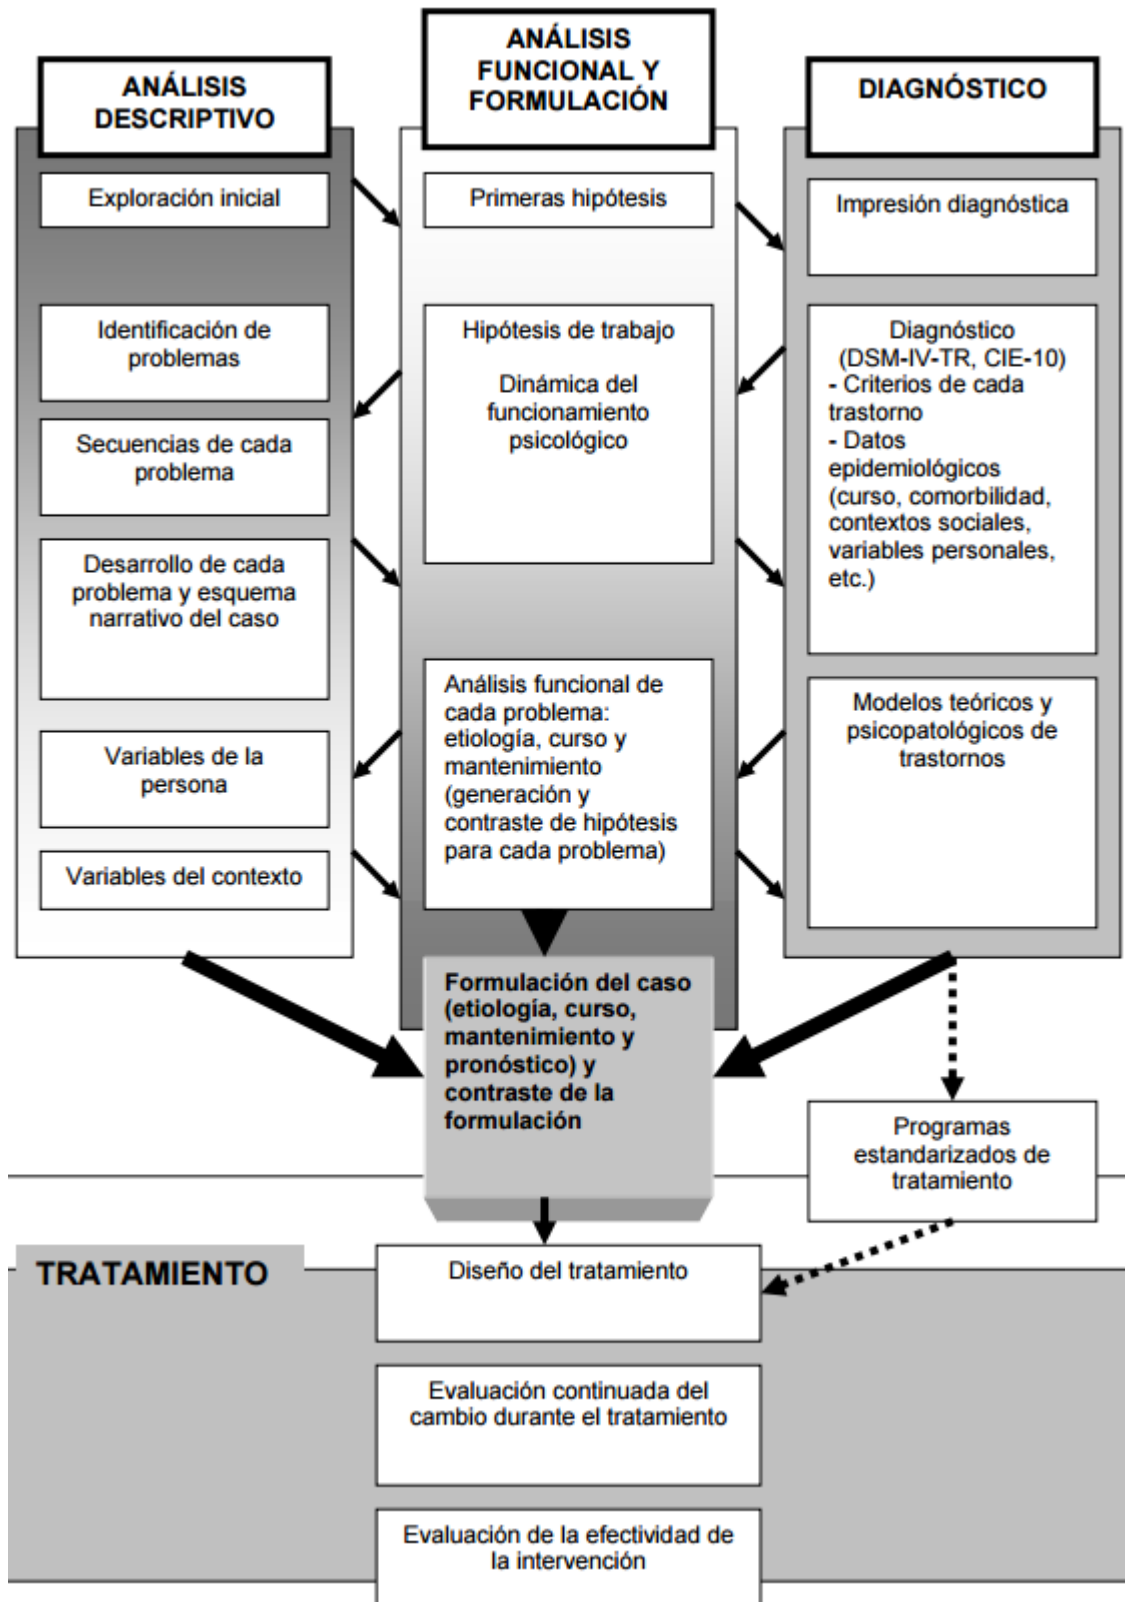 ANÁLISIS
DESCRIPTIVO
Exploración inicial
Identificación de
problemas
Secuencias de cada
problema
Desarrollo de cada
problema y esquema
narrativo del caso
Variables de la
persona
Variables del contexto
ANÁLISIS
FUNCIONAL Y
FORMULACIÓN
Primeras hipótesis
Hipótesis de trabajo
Dinámica del
funcionamiento
psicológico
Análisis funcional de
cada problema:
etiología, curso y
mantenimiento
(generación y
contraste de hipótesis
para cada problema)
Formulación del caso
(etiología, curso,
mantenimiento y
pronóstico) y
contraste de la
formulación
DIAGNÓSTICO
Impresión diagnóstica
Diagnóstico
(DSM-IV-TR, CIE-10)
- Criterios de cada
trastorno
- Datos
epidemiológicos
(curso, comorbilidad,
contextos sociales,
variables personales,
etc.)
Modelos teóricos y
psicopatológicos de
trastornos
Programas
estandarizados de
tratamiento
TRATAMIENTO
Diseño del tratamiento
Evaluación continuada del
cambio durante el tratamiento
Evaluación de la efectividad de
la intervención